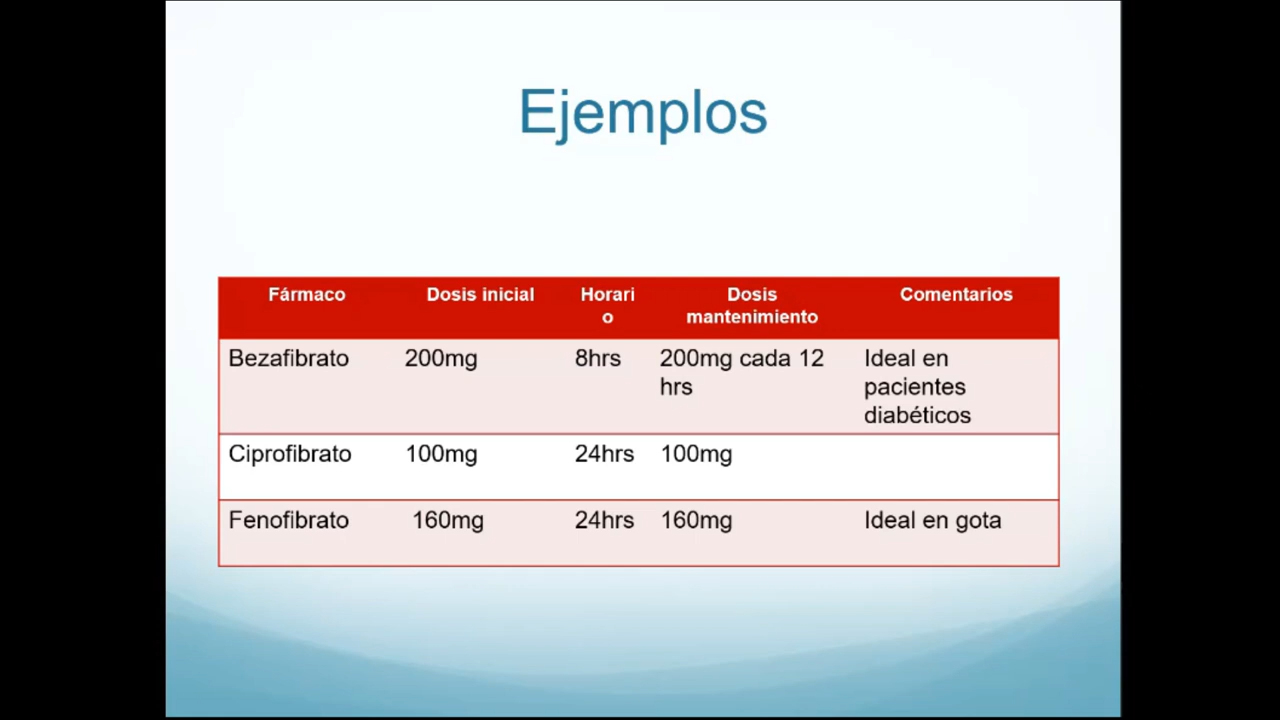 Ejemplos
Fármaco Dosis inicial Horari Dosis Comentarios
o mantenimiento
Bezafibrato 200mg 8hrs 200mg cada 12 Ideal en
hrs pacientes
diabéticos
Ciprofibrato 100mg 24hrs 100mg
Fenofibrato 160mg 24hrs 160mg Ideal en gota